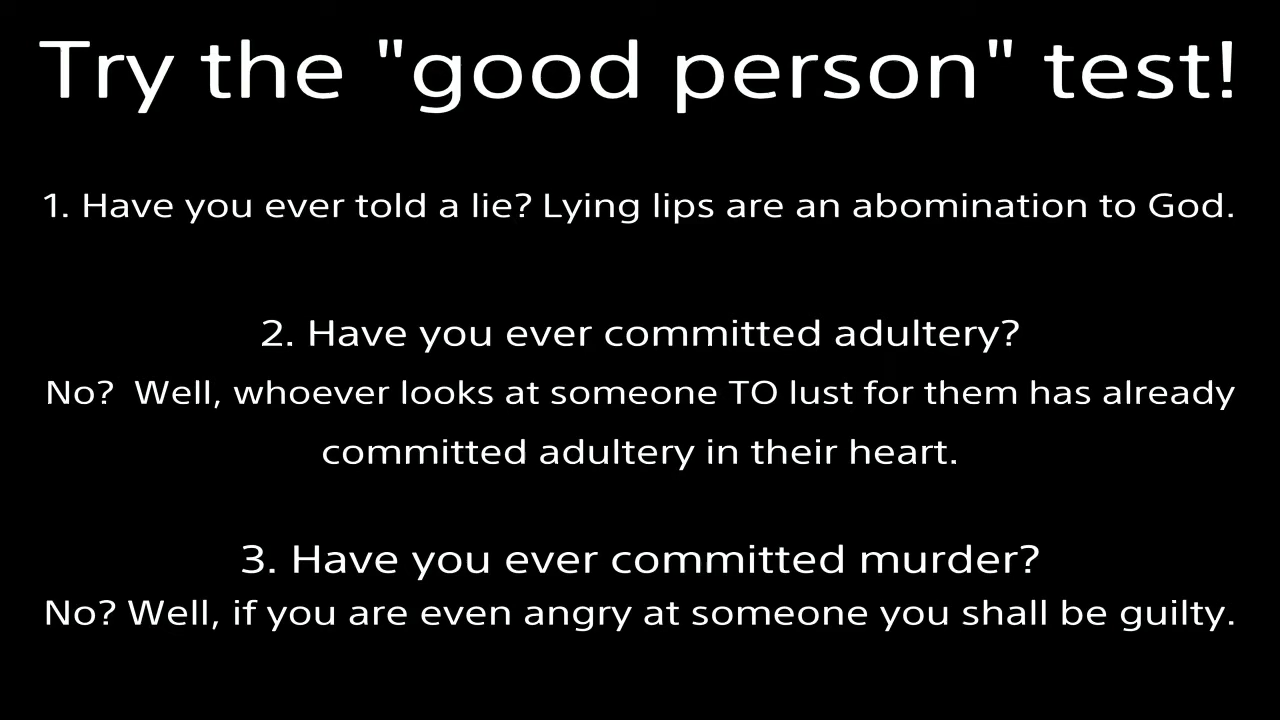 Try the "good person" test!
1. Have you ever told a lie? Lying lips are an abomination to God.
2. Have you ever committed adultery?
No?  Well, whoever looks at someone TO lust for them has already
committed adultery in their heart.
3. Have you ever committed murder?
No? Well, if you are even angry at someone you shall be guilty.